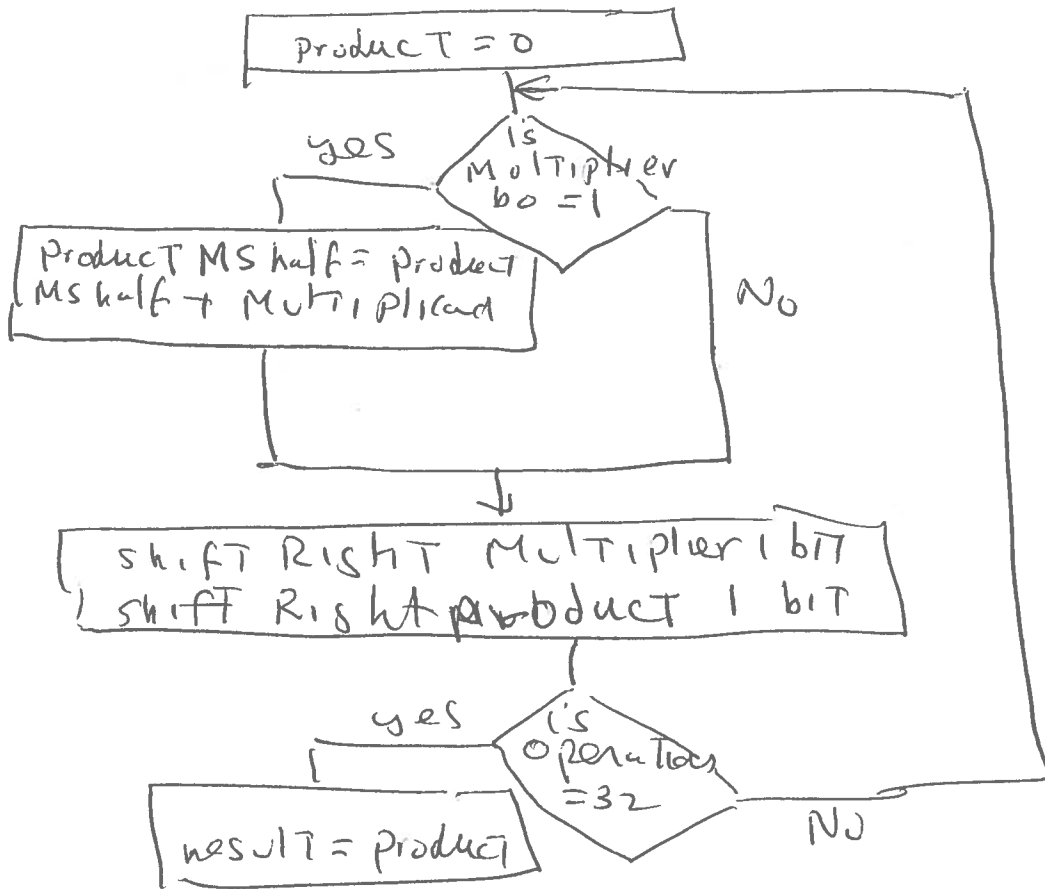 Product = 0
is
Multiplier
b0 = 1
yes
No
Product MS half = product
MS half + Multiplicand
shift Right Multiplier 1 bit
shift Right product 1 bit
is
operations
= 32
yes
No
result = product